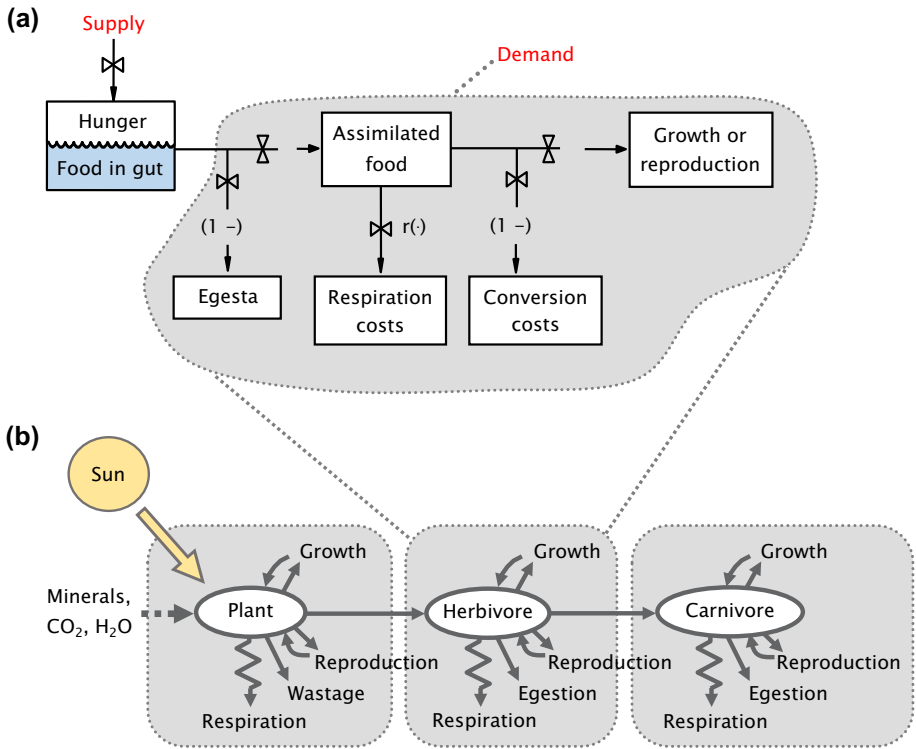 (a)
Supply
Demand
Hunger
Food in gut
Assimilated
food
Growth or
reproduction
(1 –)
r(·)
(1 –)
Egesta
Respiration
costs
Conversion
costs
(b)
Sun
Minerals,
CO₂, H₂O
Growth
Plant
Reproduction
Wastage
Respiration
Growth
Herbivore
Reproduction
Egestion
Respiration
Growth
Carnivore
Reproduction
Egestion
Respiration